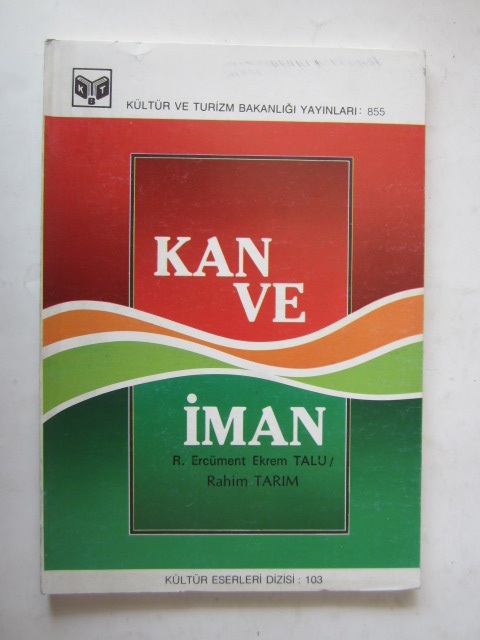 K B T
KÜLTÜR VE TURİZM BAKANLIĞI YAYINLARI: 855
KAN
VE
İMAN
R. Ercüment Ekrem TALU /
Rahim TARIM
KÜLTÜR ESERLERİ DİZİSİ : 103